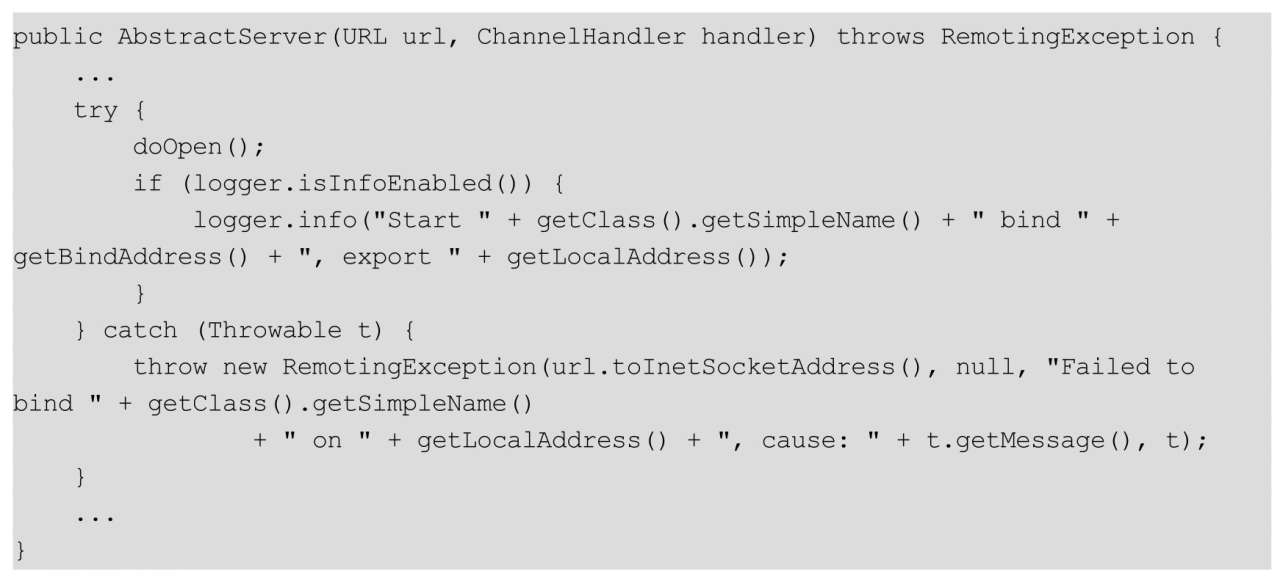 public AbstractServer(URL url, ChannelHandler handler) throws RemotingException {
    ...
    try {
        doOpen();
        if (logger.isInfoEnabled()) {
            logger.info("Start " + getClass().getSimpleName() + " bind " +
getBindAddress() + ", export " + getLocalAddress());
        }
    } catch (Throwable t) {
        throw new RemotingException(url.toInetSocketAddress(), null, "Failed to
bind " + getClass().getSimpleName()
                + " on " + getLocalAddress() + ", cause: " + t.getMessage(), t);
    }
    ...
}